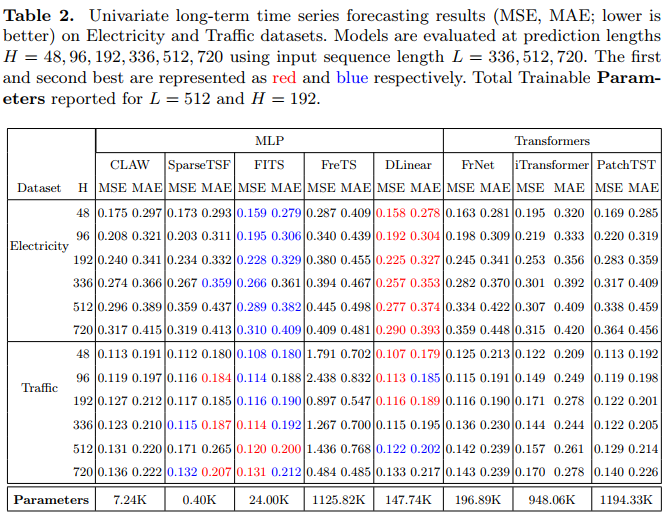 Table 2. Univariate long-term time series forecasting results (MSE, MAE; lower is
better) on Electricity and Traffic datasets. Models are evaluated at prediction lengths
H = 48, 96, 192, 336, 512, 720 using input sequence length L = 336, 512, 720. The first
and second best are represented as red and blue respectively. Total Trainable Param-
eters reported for L = 512 and H = 192.
MLP Transformers
CLAW SparseTSF FITS FreTS DLinear FrNet iTransformer PatchTST
Dataset H MSE MAE MSE MAE MSE MAE MSE MAE MSE MAE MSE MAE MSE MAE MSE MAE
48 0.175 0.297 0.173 0.293 0.159 0.279 0.287 0.409 0.158 0.278 0.163 0.281 0.195 0.320 0.169 0.285
Electricity 96 0.208 0.321 0.203 0.311 0.195 0.306 0.340 0.439 0.192 0.304 0.198 0.309 0.219 0.333 0.220 0.319
192 0.240 0.341 0.234 0.332 0.228 0.329 0.380 0.455 0.225 0.327 0.245 0.341 0.253 0.356 0.283 0.359
336 0.274 0.366 0.267 0.359 0.266 0.361 0.394 0.467 0.257 0.353 0.282 0.370 0.301 0.392 0.317 0.409
512 0.296 0.389 0.359 0.437 0.289 0.382 0.445 0.498 0.277 0.374 0.334 0.422 0.307 0.409 0.338 0.459
720 0.317 0.415 0.319 0.413 0.310 0.409 0.409 0.481 0.290 0.393 0.359 0.448 0.315 0.420 0.364 0.456
48 0.113 0.191 0.112 0.180 0.108 0.180 1.791 0.702 0.107 0.179 0.125 0.213 0.122 0.209 0.113 0.192
Traffic 96 0.119 0.197 0.116 0.184 0.114 0.188 2.438 0.832 0.113 0.185 0.115 0.191 0.149 0.249 0.119 0.198
192 0.127 0.212 0.117 0.185 0.116 0.190 0.897 0.547 0.116 0.189 0.116 0.190 0.171 0.278 0.122 0.201
336 0.123 0.210 0.115 0.187 0.114 0.192 1.267 0.700 0.115 0.195 0.136 0.230 0.144 0.244 0.122 0.205
512 0.131 0.220 0.171 0.265 0.120 0.200 1.436 0.768 0.122 0.202 0.142 0.239 0.157 0.261 0.129 0.214
720 0.136 0.222 0.132 0.207 0.131 0.212 0.484 0.485 0.133 0.217 0.143 0.239 0.170 0.278 0.140 0.226
Parameters 7.24K 0.40K 24.00K 1125.82K 147.74K 196.89K 948.06K 1194.33K